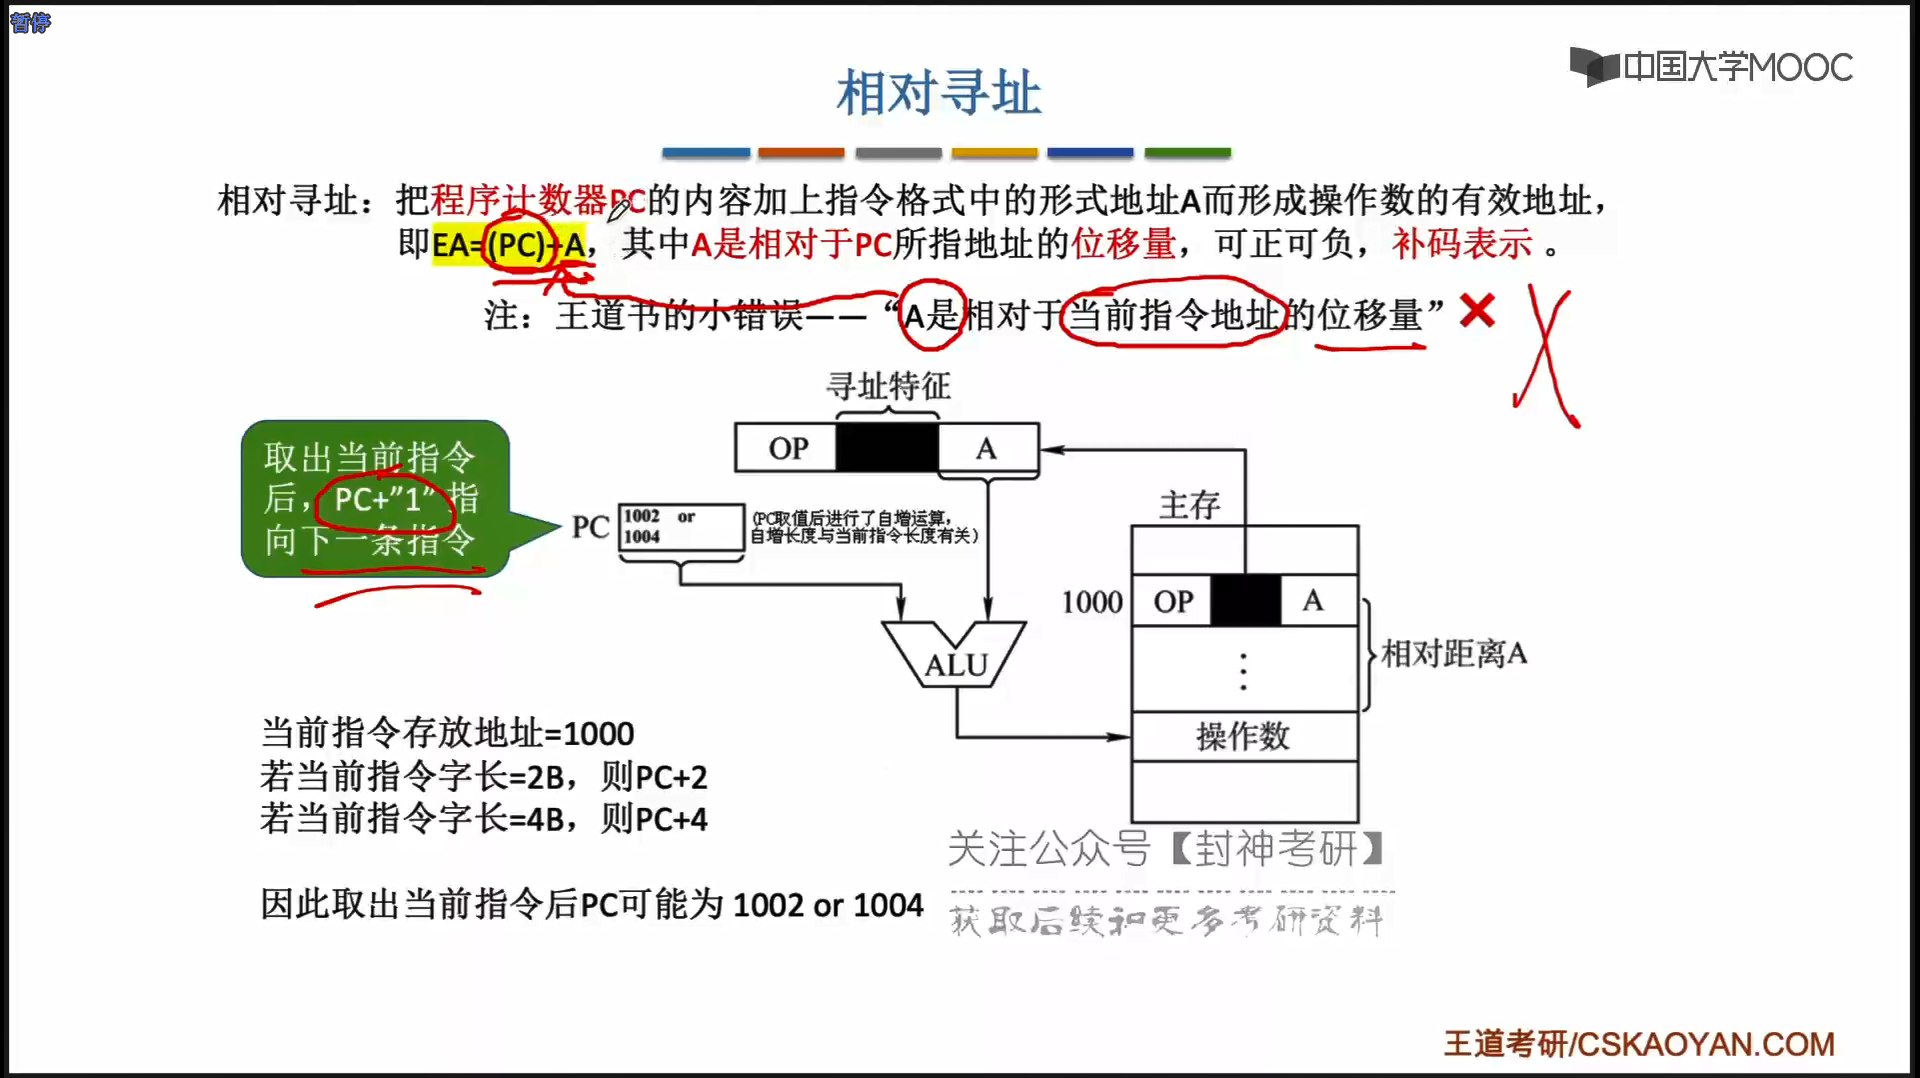 暂停
中国大学MOOC
相对寻址
相对寻址：把程序计数器PC的内容加上指令格式中的形式地址A而形成操作数的有效地址，
即EA=(PC)+A，其中A是相对于PC所指地址的位移量，可正可负，补码表示 。
注：王道书的小错误——“A是相对于当前指令地址的位移量”
寻址特征
OP
A
取出当前指令
后，PC+”1”指
向下一条指令
PC
1002 or
1004
(PC取值后进行了自增运算，
自增长度与当前指令长度有关)
主存
1000
OP
A
ALU
相对距离A
操作数
当前指令存放地址=1000
若当前指令字长=2B，则PC+2
若当前指令字长=4B，则PC+4
因此取出当前指令后PC可能为 1002 or 1004
关注公众号【封神考研】
获取后续和更多考研资料
王道考研/CSKAOYAN.COM